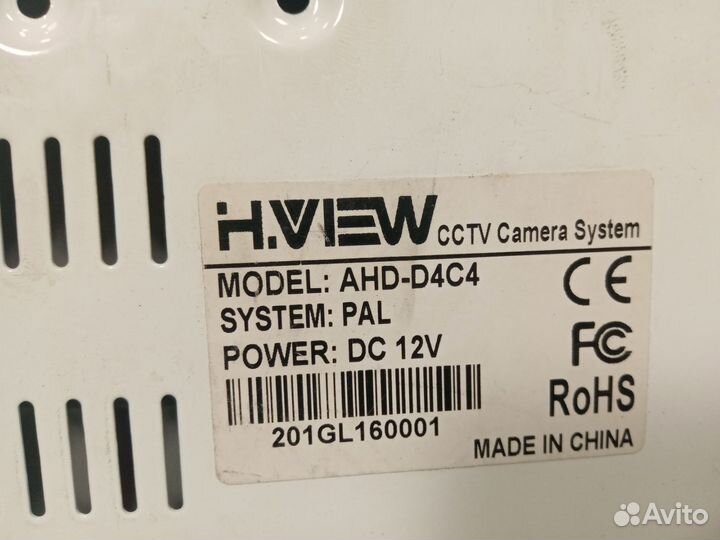 H.VIEW CCTV Camera System
MODEL: AHD-D4C4
SYSTEM: PAL
POWER: DC 12V
CE
FC
RoHS
201GL160001
MADE IN CHINA
Avito